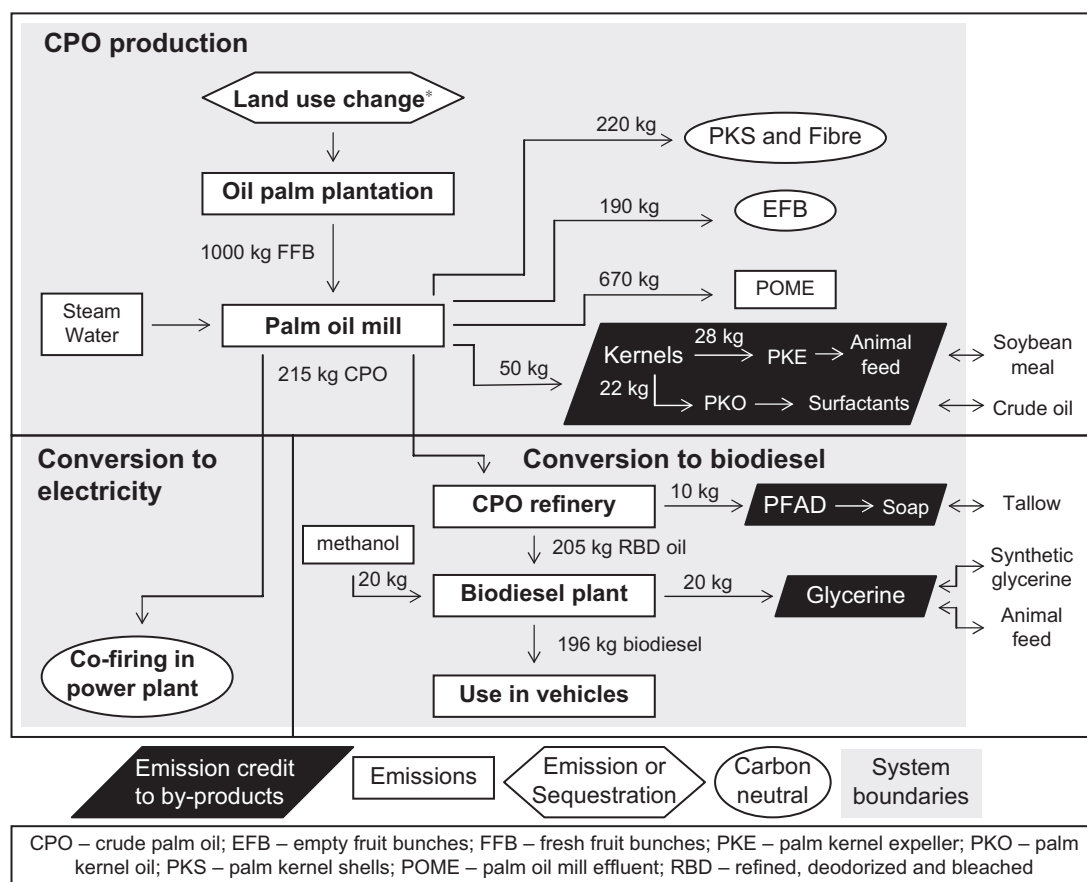 CPO production
Land use change*
220 kg
PKS and Fibre
Oil palm plantation
190 kg
EFB
1000 kg FFB
670 kg
POME
Steam
Water
Palm oil mill
28 kg
Animal
feed
Kernels
PKE
Soybean
meal
50 kg
22 kg
215 kg CPO
PKO
Surfactants
Crude oil
Conversion to
electricity
Conversion to biodiesel
CPO refinery
10 kg
PFAD
Soap
Tallow
methanol
205 kg RBD oil
Synthetic
glycerine
20 kg
Biodiesel plant
20 kg
Glycerine
Animal
feed
196 kg biodiesel
Co-firing in
power plant
Use in vehicles
Emission credit
to by-products
Emissions
Emission or
Sequestration
Carbon
neutral
System
boundaries
CPO – crude palm oil; EFB – empty fruit bunches; FFB – fresh fruit bunches; PKE – palm kernel expeller; PKO – palm
kernel oil; PKS – palm kernel shells; POME – palm oil mill effluent; RBD – refined, deodorized and bleached